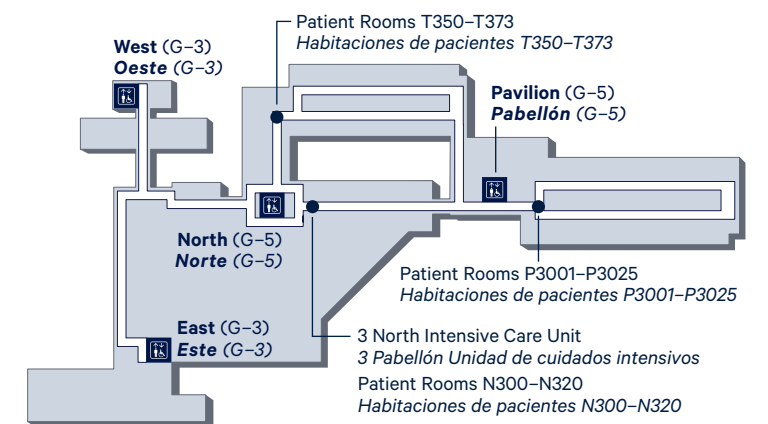 Patient Rooms T350–T373
Habitaciones de pacientes T350–T373
West (G–3)
Oeste (G–3)
Pavilion (G–5)
Pabellón (G–5)
North (G–5)
Norte (G–5)
Patient Rooms P3001–P3025
Habitaciones de pacientes P3001–P3025
East (G–3)
Este (G–3)
3 North Intensive Care Unit
3 Pabellón Unidad de cuidados intensivos
Patient Rooms N300–N320
Habitaciones de pacientes N300–N320